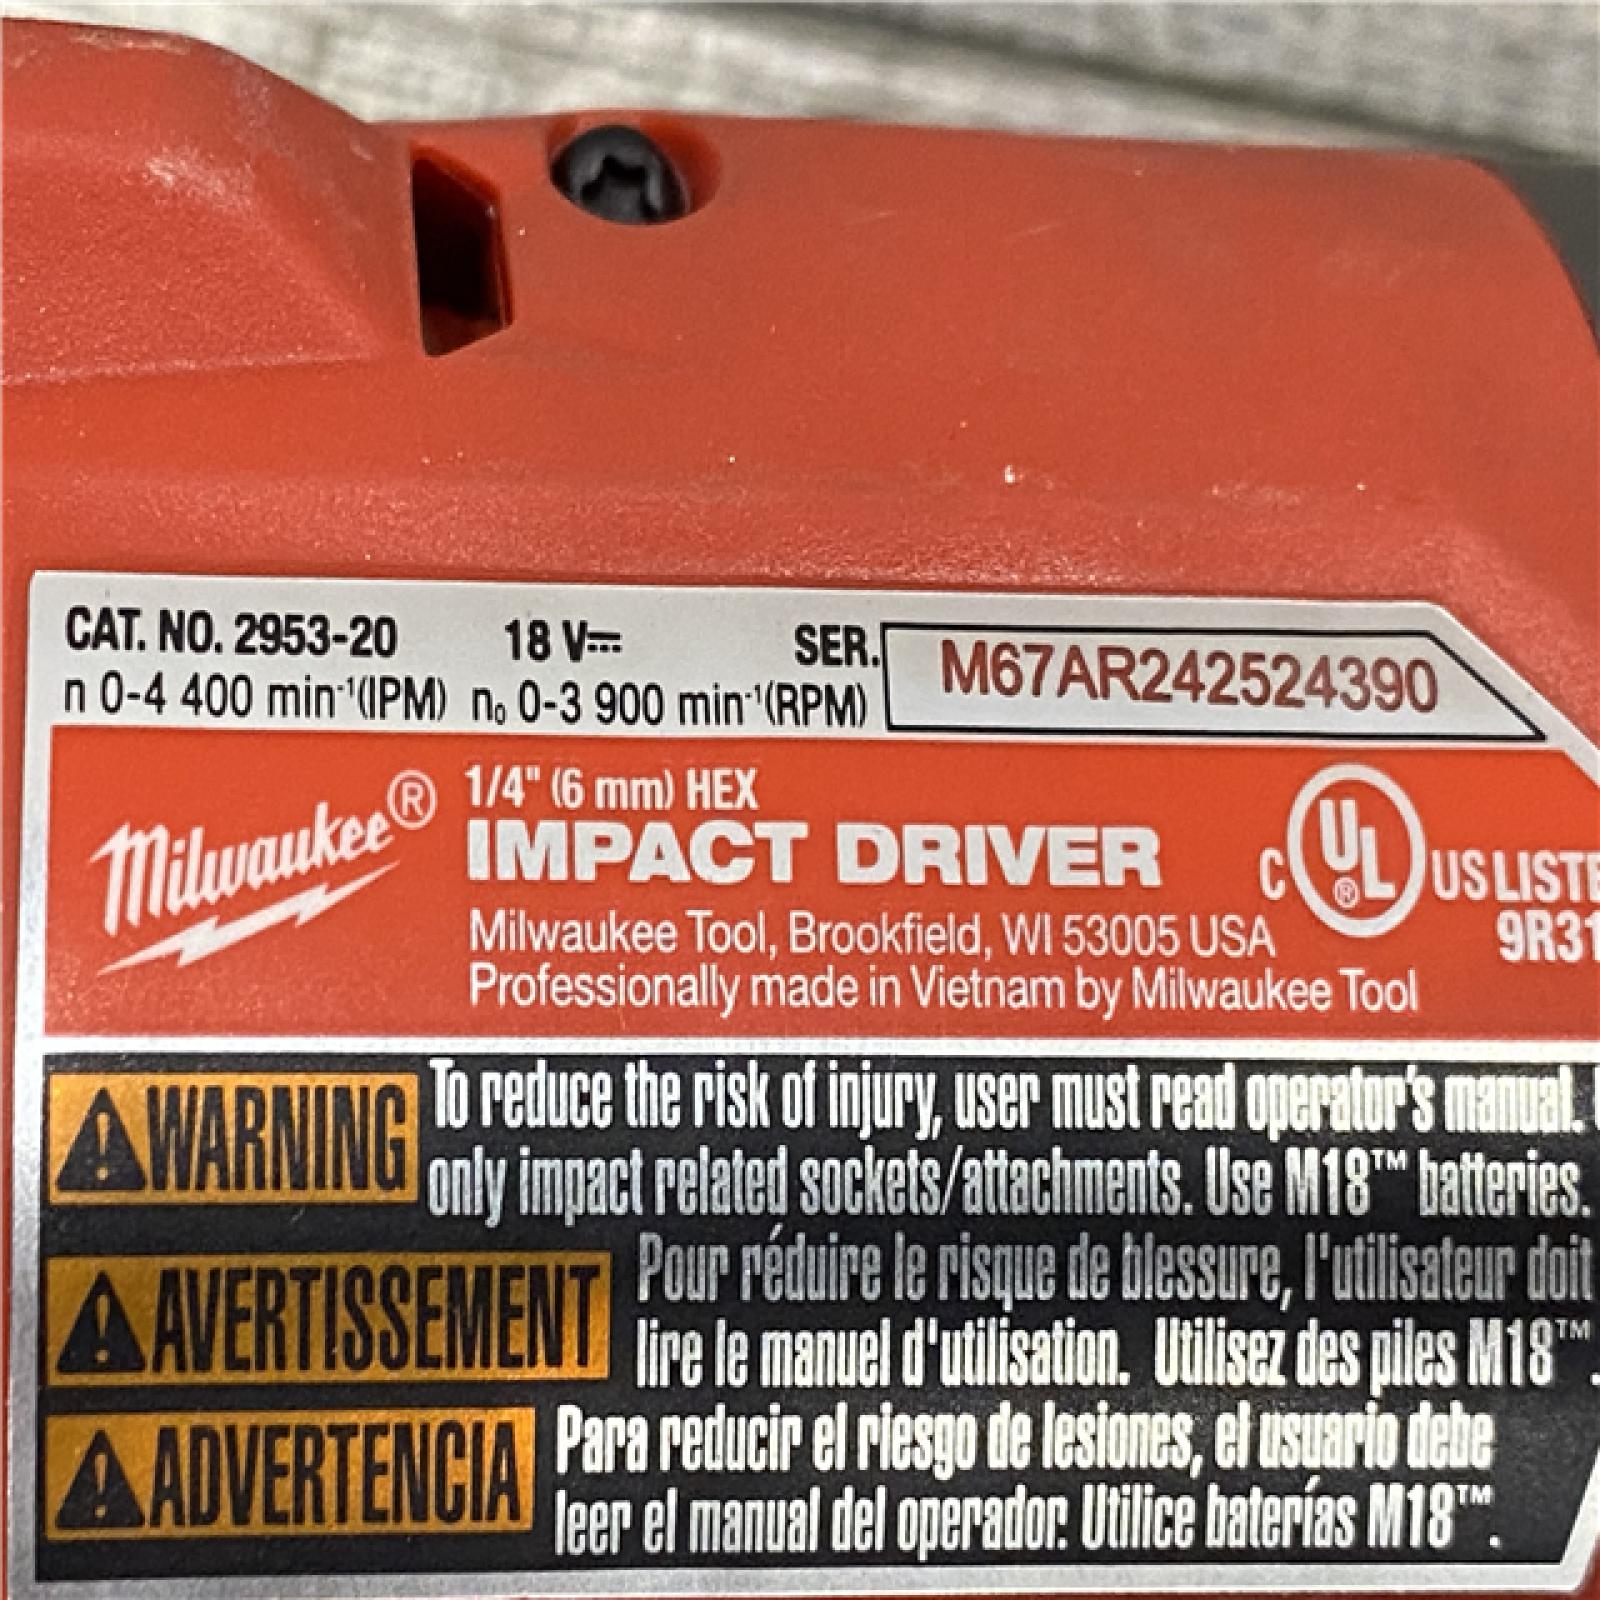 CAT. NO. 2953-20 18 V⎓ SER. M67AR242524390
n 0-4 400 min⁻¹(IPM) n₀ 0-3 900 min⁻¹(RPM)
Milwaukee®
1/4" (6 mm) HEX
IMPACT DRIVER
Milwaukee Tool, Brookfield, WI 53005 USA
Professionally made in Vietnam by Milwaukee Tool
C UL® US LISTE
9R31
WARNING To reduce the risk of injury, user must read operator's manual.
only impact related sockets/attachments. Use M18™ batteries.
AVERTISSEMENT Pour réduire le risque de blessure, l'utilisateur doit
lire le manuel d'utilisation. Utilisez des piles M18™.
ADVERTENCIA Para reducir el riesgo de lesiones, el usuario debe
leer el manual del operador. Utilice baterías M18™.